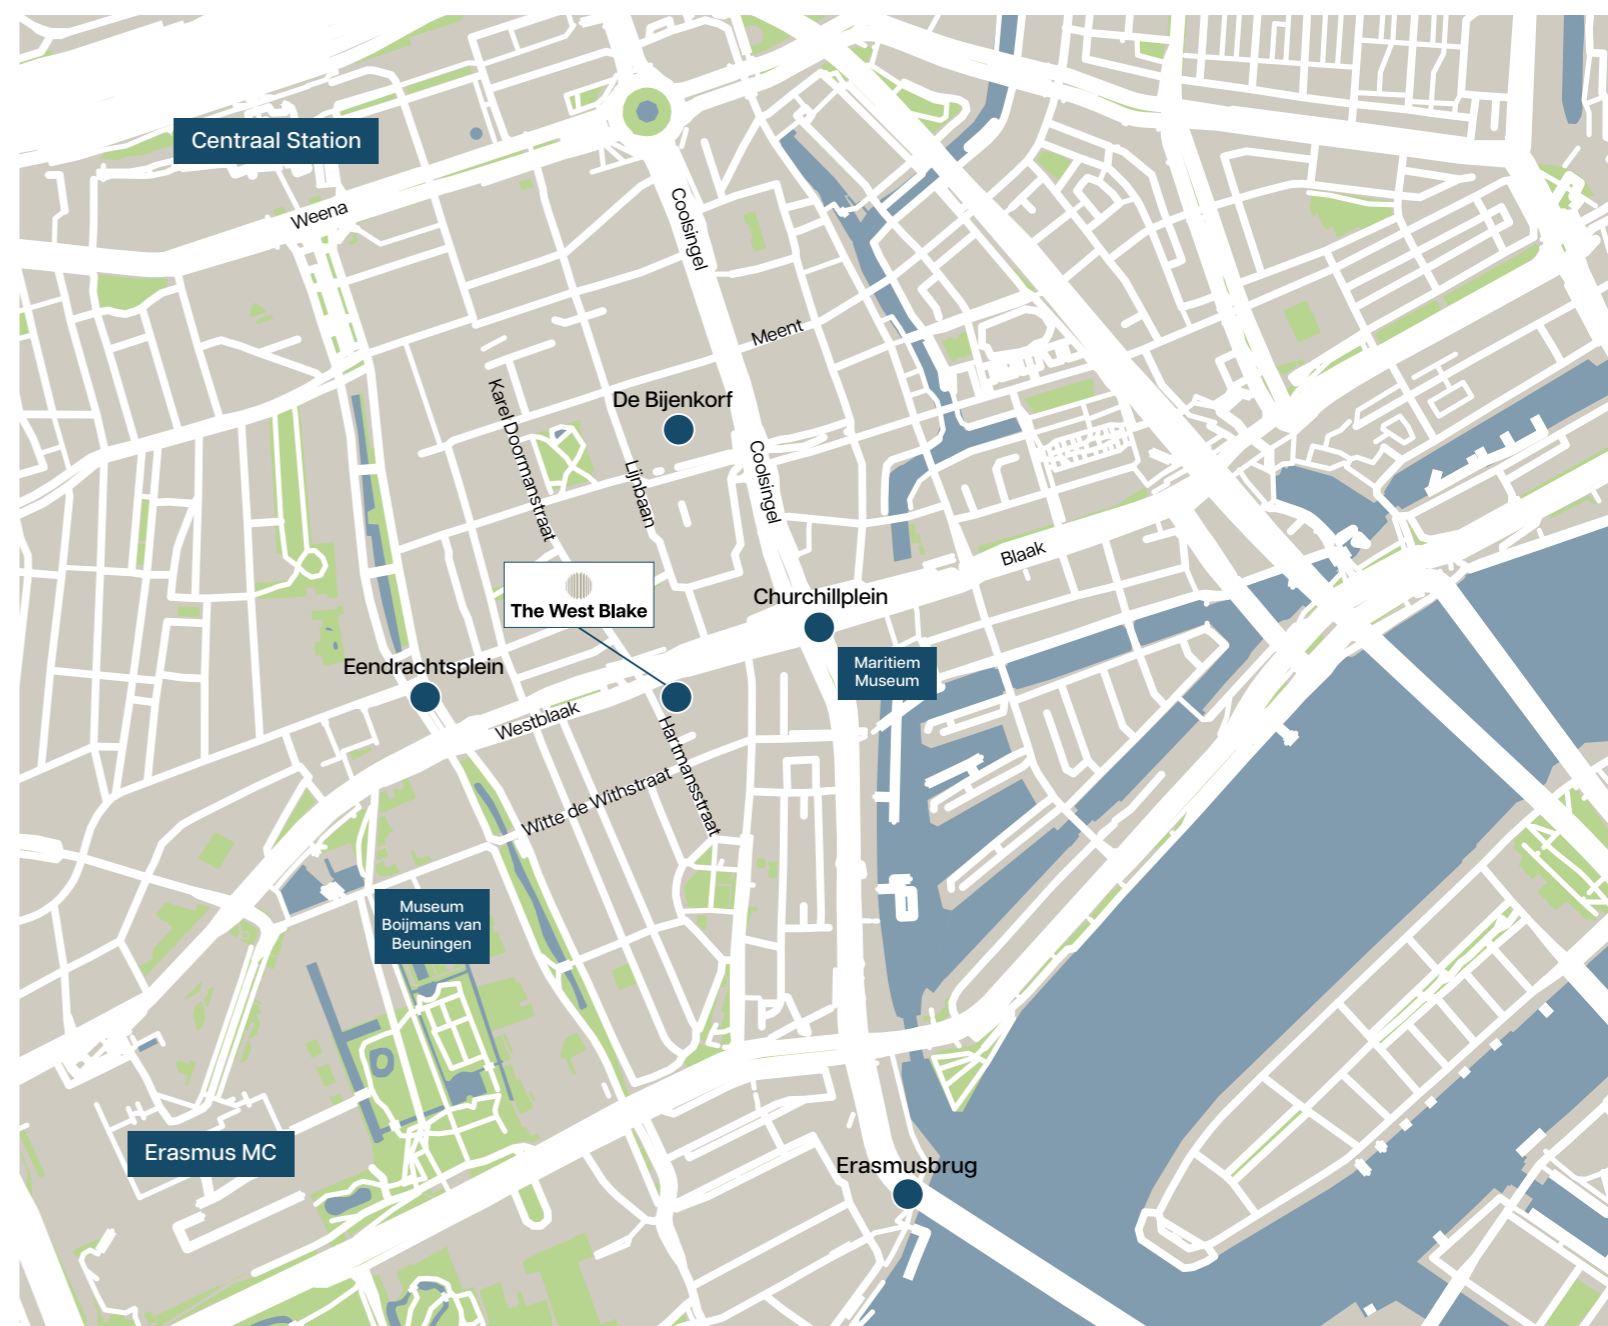 Centraal Station
Weena
Coolsingel
Meent
De Bijenkorf
Karel Doormanstraat
Lijnbaan
Coolsingel
Blaak
The West Blake
Churchillplein
Eendrachtsplein
Maritiem
Museum
Westblaak
Hartmansstraat
Witte de Withstraat
Museum
Boijmans van
Beuningen
Erasmus MC
Erasmusbrug